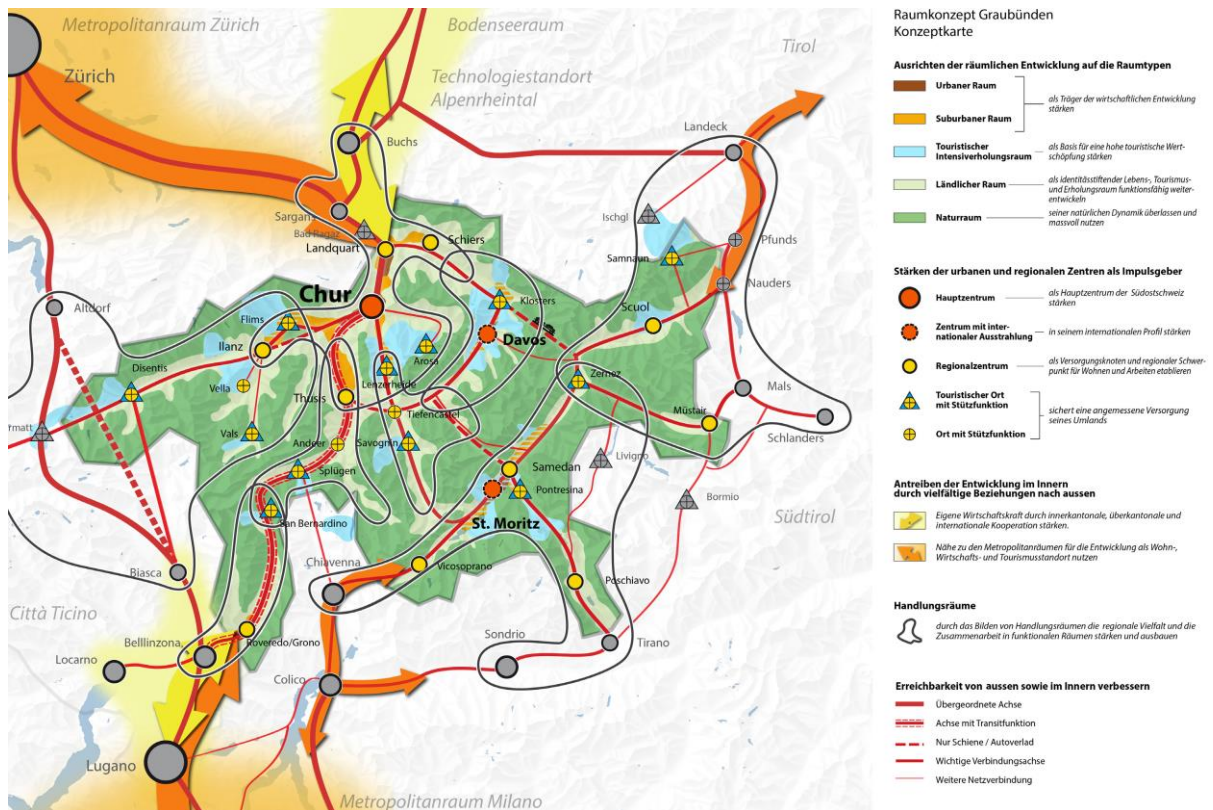 Metropolitanraum Zürich
Bodenseeraum
Tirol
Zürich
Technologiestandort
Alpenrheintal
Buchs
Landeck
Sargans
Ischgl
Bad Ragaz
Landquart
Schiers
Pfunds
Samnaun
Nauders
Altdorf
Chur
Klosters
Scuol
Flims
Davos
Ilanz
Arosa
Disentis
Lenzerheide
Zernez
Mals
Vella
Thusis
Tiefencastel
Müstair
Schlanders
rmatt
Vals
Andeer
Savognin
Livigno
Splügen
Samedan
Pontresina
Bormio
San Bernardino
St. Moritz
Südtirol
Chiavenna
Biasca
Vicosoprano
Poschiavo
Città Ticino
Belllinzona
Roveredo/Grono
Sondrio
Tirano
Locarno
Colico
Lugano
Metropolitanraum Milano
Raumkonzept Graubünden
Konzeptkarte
Ausrichten der räumlichen Entwicklung auf die Raumtypen
Urbaner Raum
als Träger der wirtschaftlichen Entwicklung
stärken
Suburbaner Raum
Touristischer
Intensiverholungsraum
als Basis für eine hohe touristische Wert-
schöpfung stärken
Ländlicher Raum
als identitässtiftender Lebens-, Tourismus-
und Erholungsraum funktionsfähig weiter-
entwickeln
Naturraum
seiner natürlichen Dynamik überlassen und
massvoll nutzen
Stärken der urbanen und regionalen Zentren als Impulsgeber
Hauptzentrum
als Hauptzentrum der Südostschweiz
stärken
Zentrum mit inter-
nationaler Ausstrahlung
in seinem internationalen Profil stärken
Regionalzentrum
als Versorgungsknoten und regionaler Schwer-
punkt für Wohnen und Arbeiten etablieren
Touristischer Ort
mit Stützfunktion
sichert eine angemessene Versorgung
seines Umlands
Ort mit Stützfunktion
Antreiben der Entwicklung im Innern
durch vielfältige Beziehungen nach aussen
Eigene Wirtschaftskraft durch innerkantonale, überkantonale und
internationale Kooperation stärken.
Nähe zu den Metropolitanräumen für die Entwicklung als Wohn-,
Wirtschafts- und Tourismusstandort nutzen
Handlungsräume
durch das Bilden von Handlungsräumen die regionale Vielfalt und die
Zusammenarbeit in funktionalen Räumen stärken und ausbauen
Erreichbarkeit von aussen sowie im Innern verbessern
Übergeordnete Achse
Achse mit Transitfunktion
Nur Schiene / Autoverlad
Wichtige Verbindungsachse
Weitere Netzverbindung